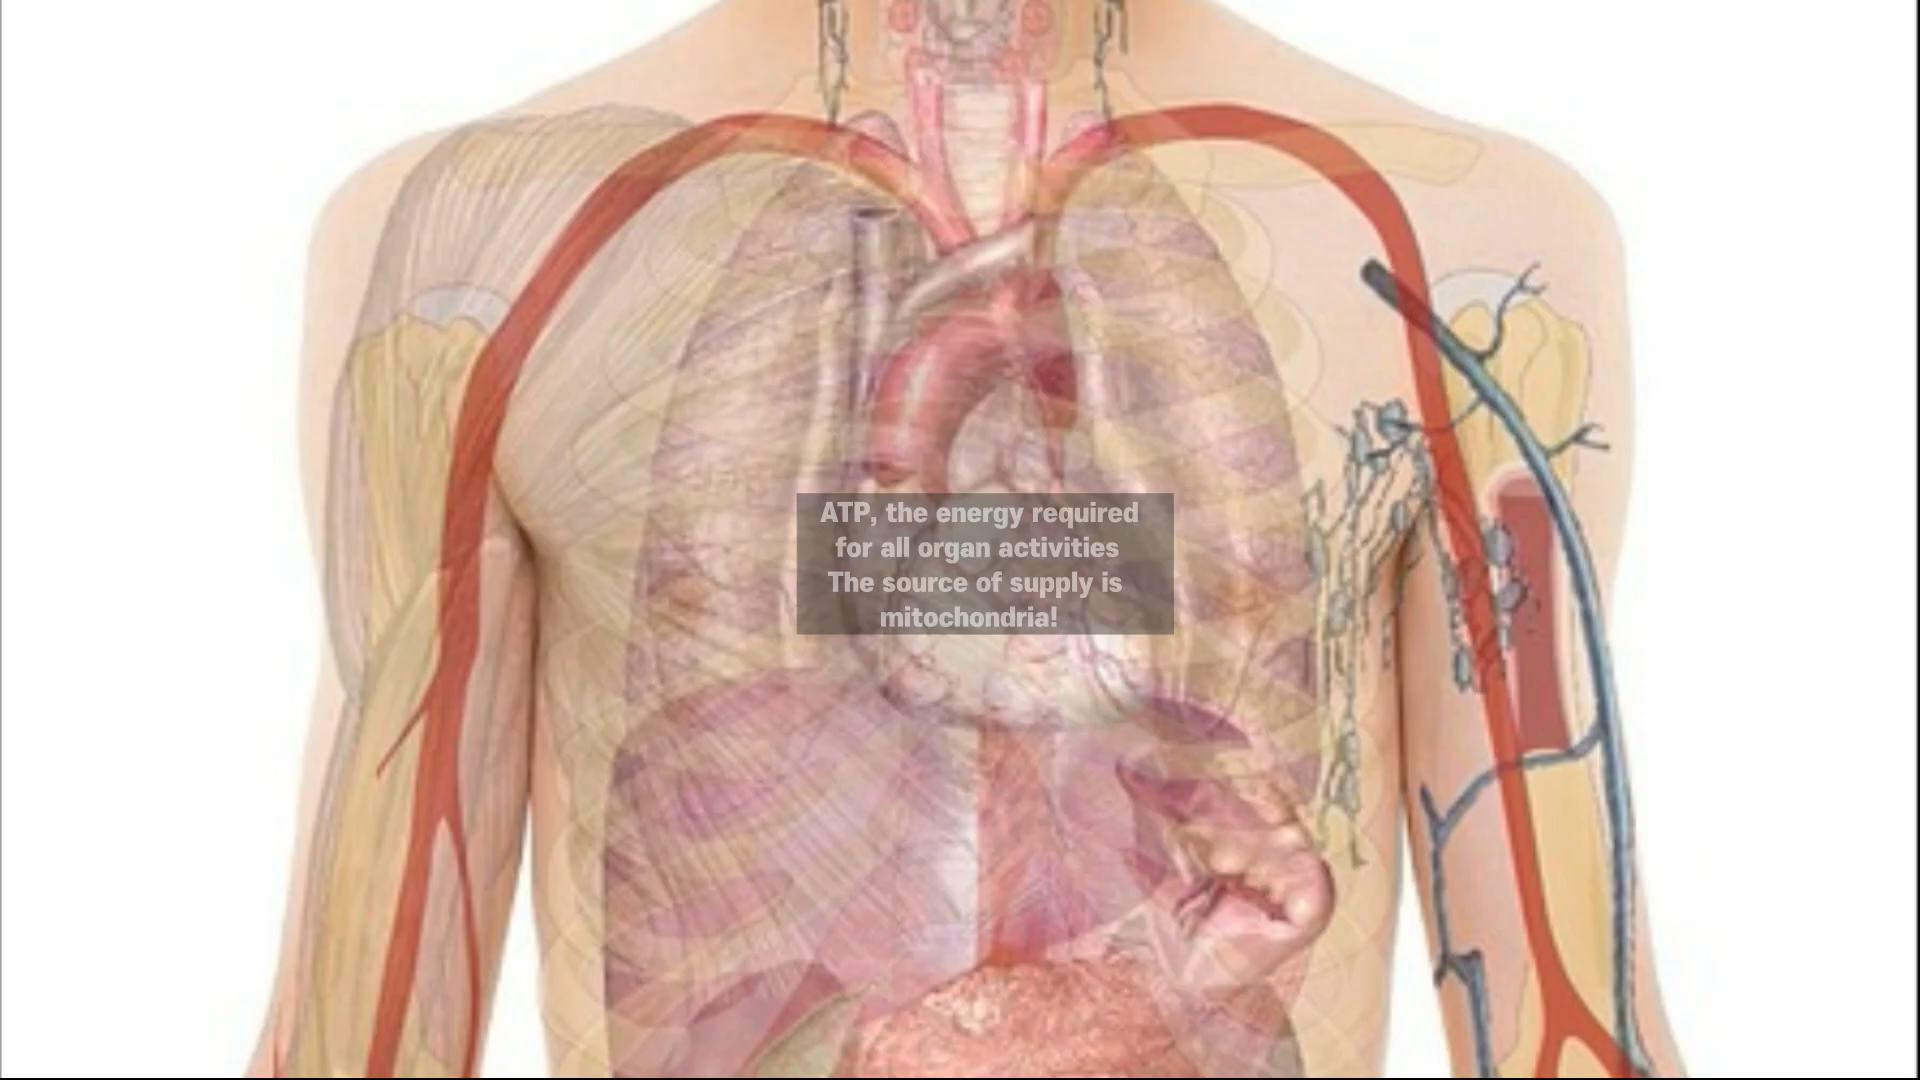 ATP, the energy required
for all organ activities
The source of supply is
mitochondria!